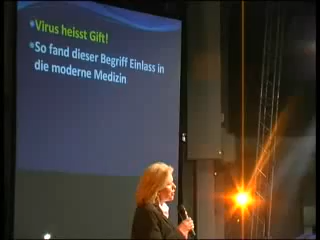 Virus heisst Gift!
So fand dieser Begriff Einlass in
die moderne Medizin